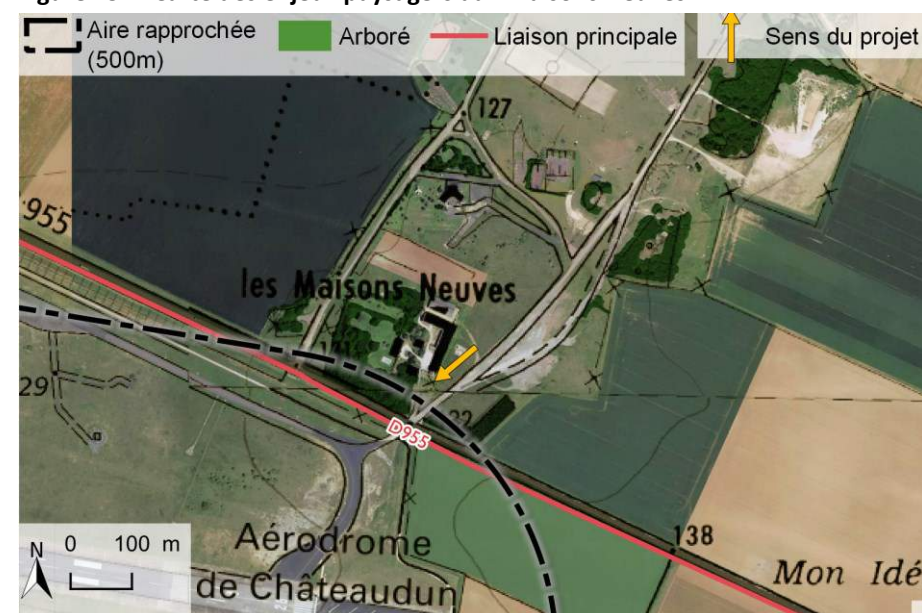 Aire rapprochée
(500m)
Arboré
Liaison principale
Sens du projet
127
955
les Maisons Neuves
29
D955
138
Aérodrome
de Châteaudun
Mon Idé
N 0 100 m